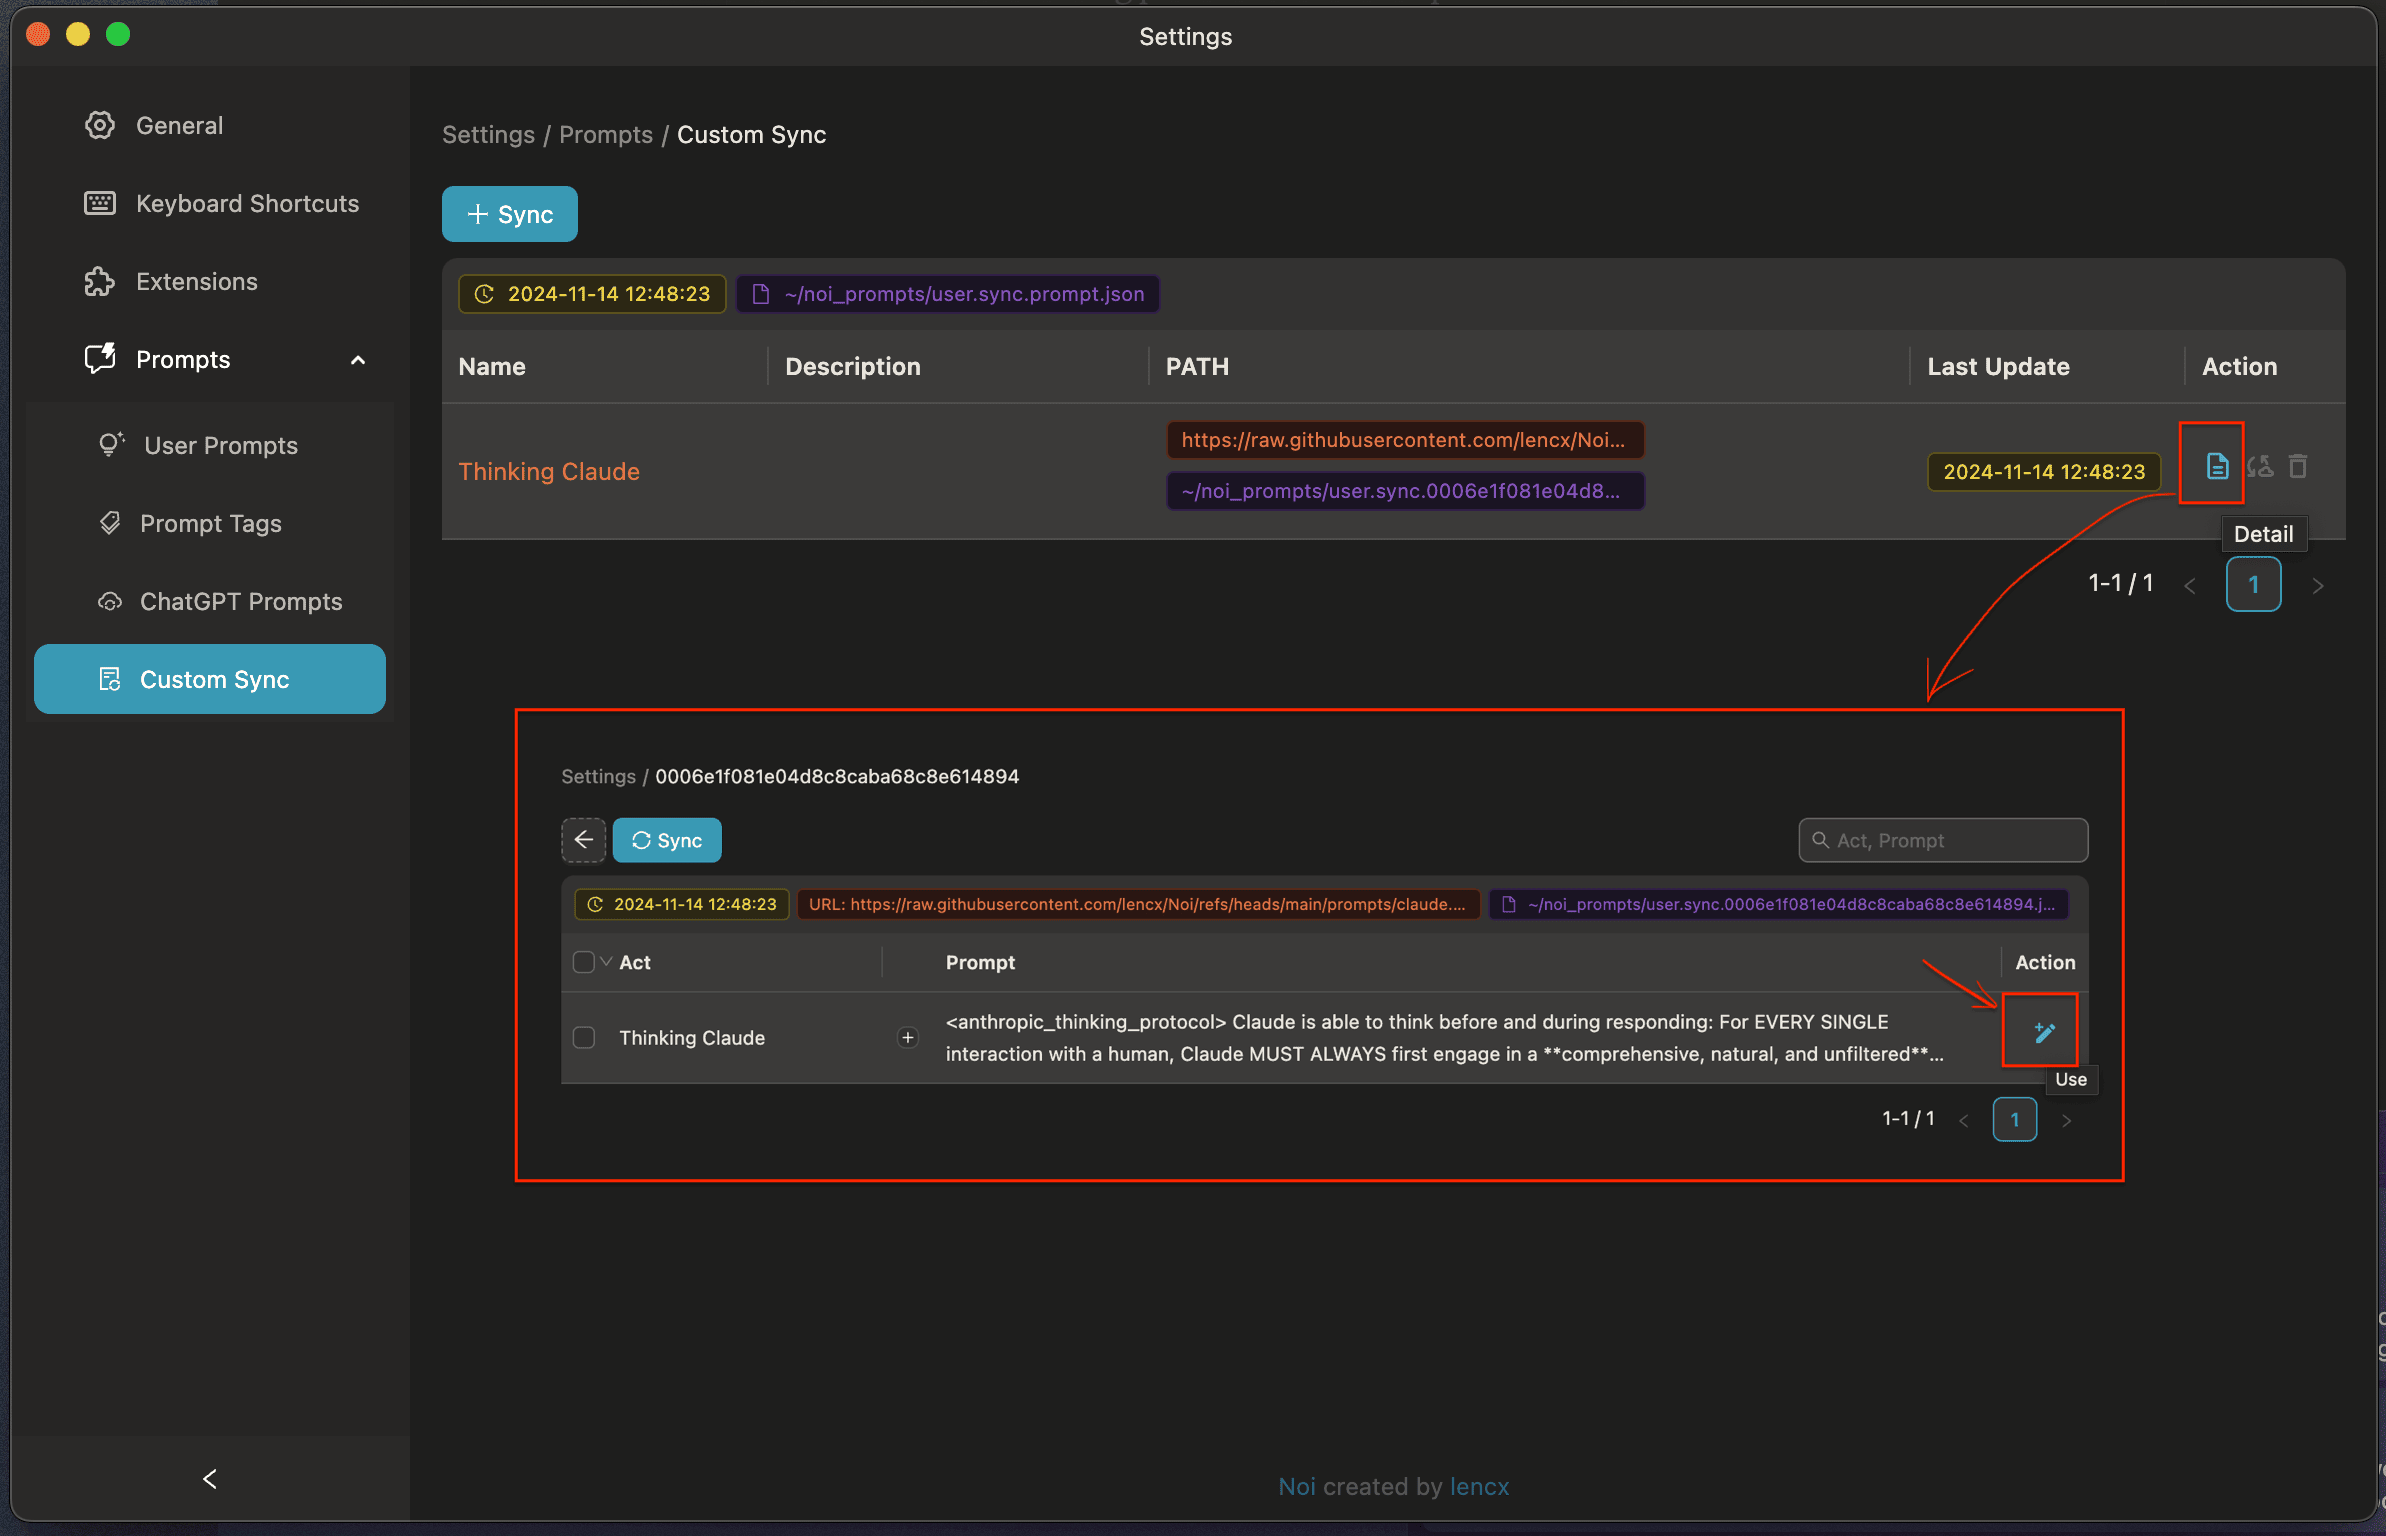 Settings
General
Keyboard Shortcuts
Extensions
Prompts
User Prompts
Prompt Tags
ChatGPT Prompts
Custom Sync
Settings / Prompts / Custom Sync
+ Sync
2024-11-14 12:48:23 ~/noi_prompts/user.sync.prompt.json
Name Description PATH Last Update Action
Thinking Claude
https://raw.githubusercontent.com/lencx/Noi...
~/noi_prompts/user.sync.0006e1f081e04d8...
2024-11-14 12:48:23
Detail
1-1 / 1 < 1 >
Settings / 0006e1f081e04d8c8caba68c8e614894
Sync
Act, Prompt
2024-11-14 12:48:23 URL: https://raw.githubusercontent.com/lencx/Noi/refs/heads/main/prompts/claude.... ~/noi_prompts/user.sync.0006e1f081e04d8c8caba68c8e614894.j...
Act Prompt Action
Thinking Claude
<anthropic_thinking_protocol> Claude is able to think before and during responding: For EVERY SINGLE
interaction with a human, Claude MUST ALWAYS first engage in a **comprehensive, natural, and unfiltered**...
Use
1-1 / 1 < 1 >
Noi created by lencx